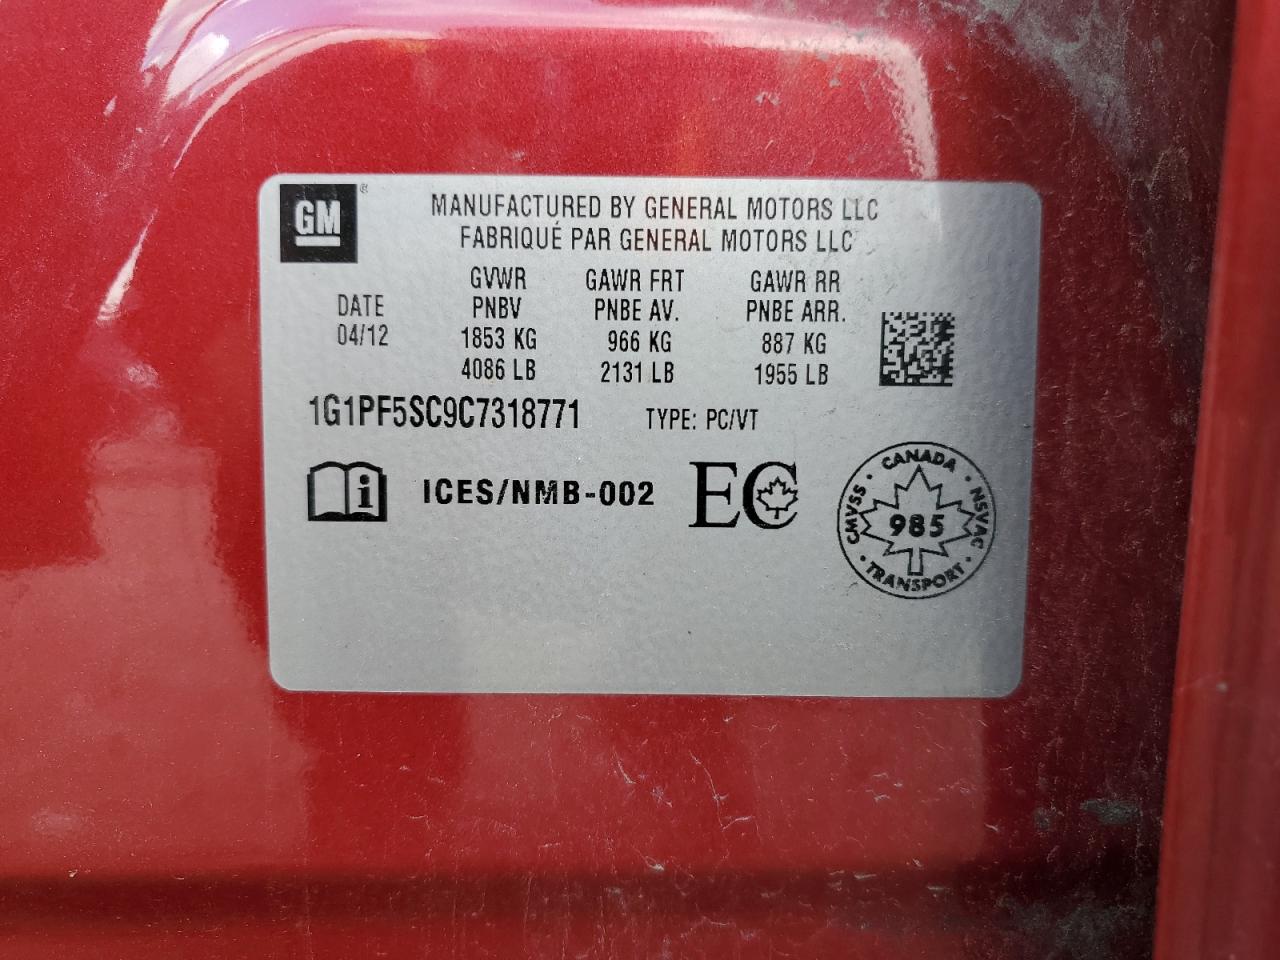 GM ®
MANUFACTURED BY GENERAL MOTORS LLC
FABRIQUÉ PAR GENERAL MOTORS LLC
DATE
04/12
GVWR
PNBV
1853 KG
4086 LB
GAWR FRT
PNBE AV.
966 KG
2131 LB
GAWR RR
PNBE ARR.
887 KG
1955 LB
1G1PF5SC9C7318771 TYPE: PC/VT
i ICES/NMB-002 EC
CANADA
CMVSS · NSVAC
985
TRANSPORT